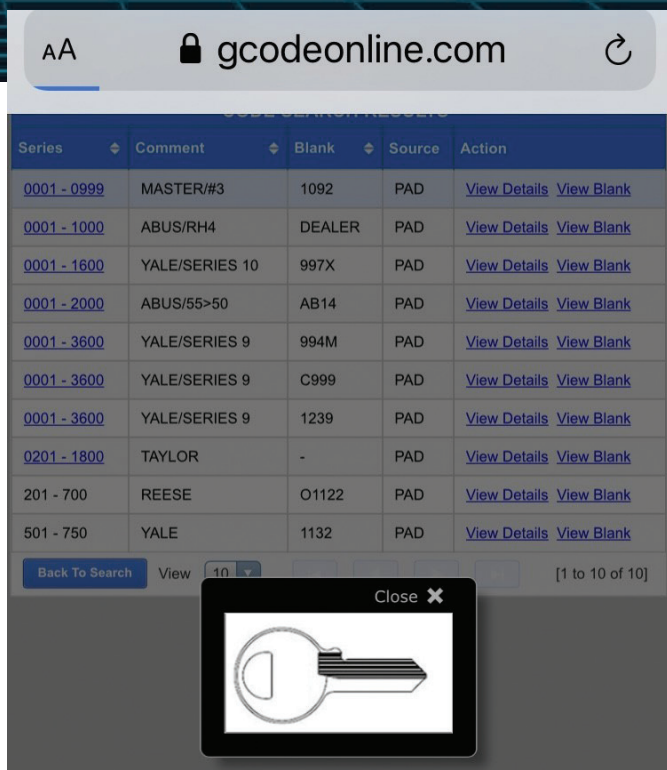 AA gcodeonline.com
CODE SEARCH RESULTS
Series Comment Blank Source Action
0001 - 0999 MASTER/#3 1092 PAD View Details View Blank
0001 - 1000 ABUS/RH4 DEALER PAD View Details View Blank
0001 - 1600 YALE/SERIES 10 997X PAD View Details View Blank
0001 - 2000 ABUS/55>50 AB14 PAD View Details View Blank
0001 - 3600 YALE/SERIES 9 994M PAD View Details View Blank
0001 - 3600 YALE/SERIES 9 C999 PAD View Details View Blank
0001 - 3600 YALE/SERIES 9 1239 PAD View Details View Blank
0201 - 1800 TAYLOR - PAD View Details View Blank
201 - 700 REESE O1122 PAD View Details View Blank
501 - 750 YALE 1132 PAD View Details View Blank
Back To Search View 10 [1 to 10 of 10]
Close